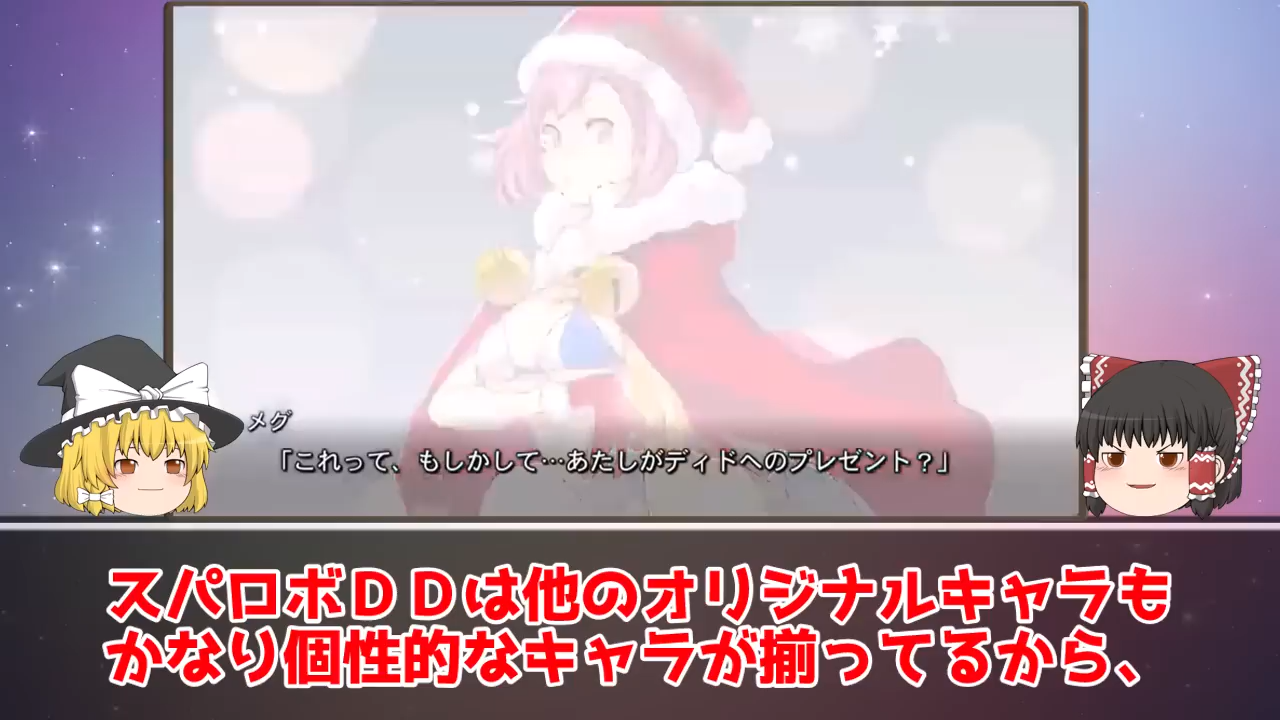 メグ
「これって、もしかして…あたしがディドへのプレゼント？」
スパロボＤＤは他のオリジナルキャラも
かなり個性的なキャラが揃ってるから、